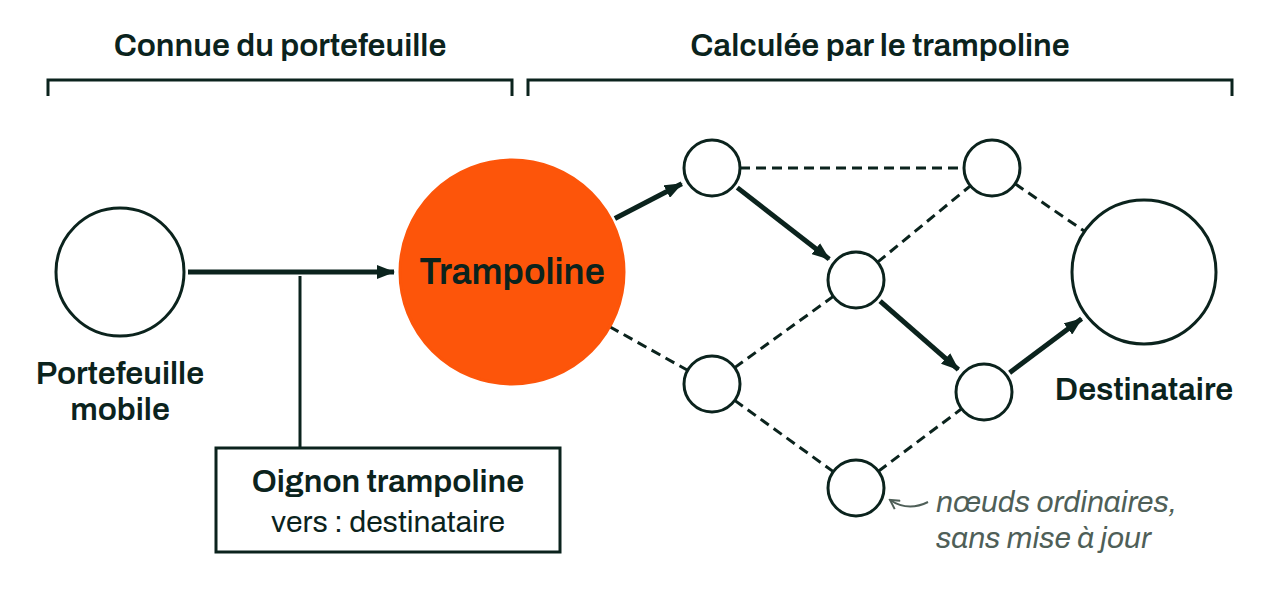 Connue du portefeuille
Calculée par le trampoline
Trampoline
Portefeuille
mobile
Destinataire
Oignon trampoline
vers : destinataire
nœuds ordinaires,
sans mise à jour